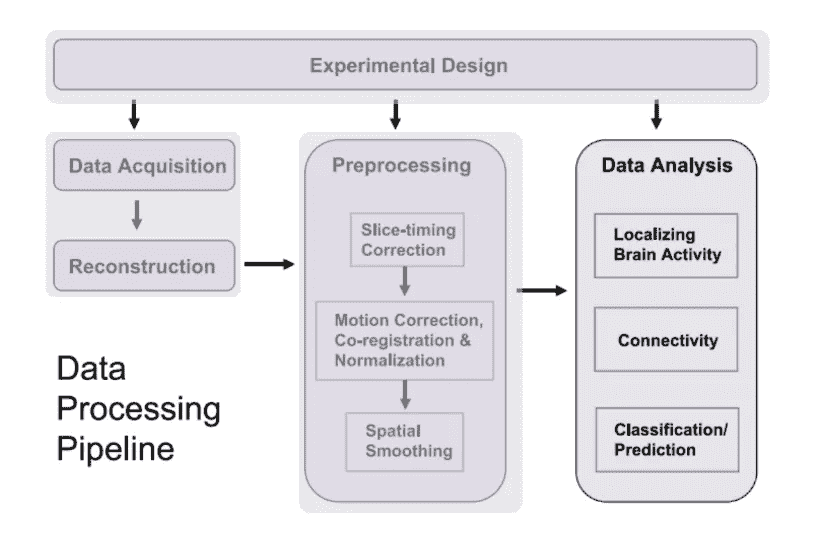 Experimental Design
Data Acquisition
Reconstruction
Preprocessing
Slice-timing
Correction
Motion Correction,
Co-registration &
Normalization
Spatial
Smoothing
Data Analysis
Localizing
Brain Activity
Connectivity
Classification/
Prediction
Data
Processing
Pipeline